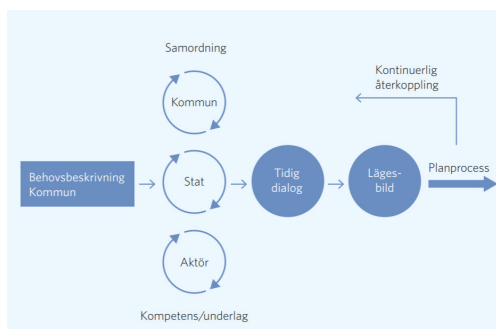 Samordning
Kommun
Kontinuerlig
återkoppling
Behovsbeskrivning
Kommun
Stat
Tidig
dialog
Läges-
bild
Planprocess
Aktör
Kompetens/underlag